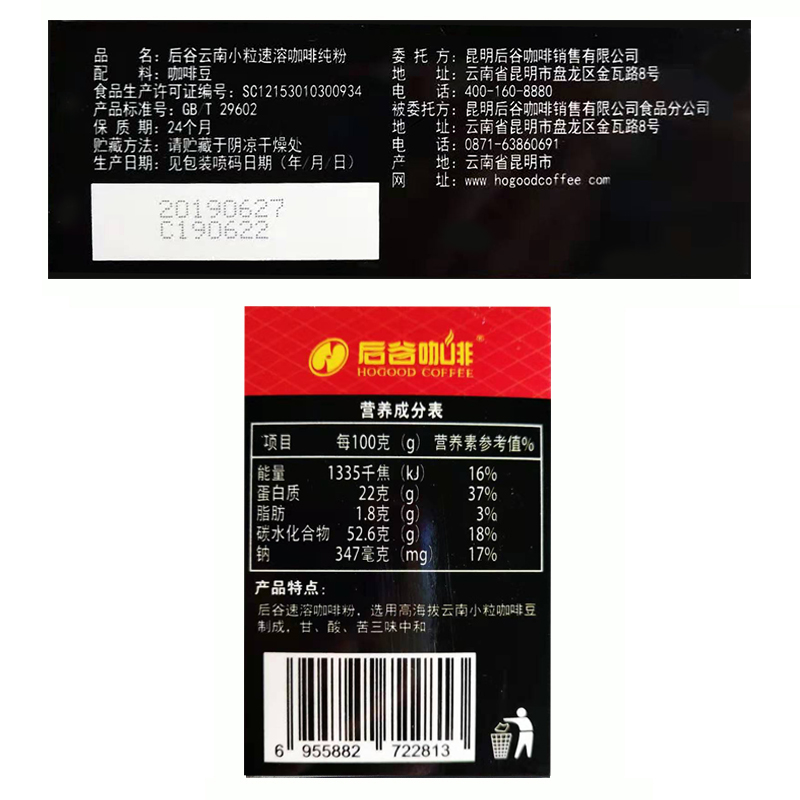 品 名：后谷云南小粒速溶咖啡纯粉
配 料：咖啡豆
食品生产许可证编号：SC12153010300934
产品标准号：GB/T 29602
保 质 期：24个月
贮藏方法：请贮藏于阴凉干燥处
生产日期：见包装喷码日期（年/月/日）
20190627
C190622
委 托 方：昆明后谷咖啡销售有限公司
地 址：云南省昆明市盘龙区金瓦路8号
电 话：400-160-8880
被委托方：昆明后谷咖啡销售有限公司食品分公司
地 址：云南省昆明市盘龙区金瓦路8号
电 话：0871-63860691
产 地：云南省昆明市
网 址：www hogoodcoffee com
后谷咖啡®
HOGOOD COFFEE
营养成分表
项目 每100克（g） 营养素参考值%
能量 1335千焦（kJ） 16%
蛋白质 22克（g） 37%
脂肪 1.8克（g） 3%
碳水化合物 52.6克（g） 18%
钠 347毫克（mg） 17%
产品特点：
后谷速溶咖啡粉，选用高海拔云南小粒咖啡豆
制成，甘、酸、苦三味中和
6 955882 722813